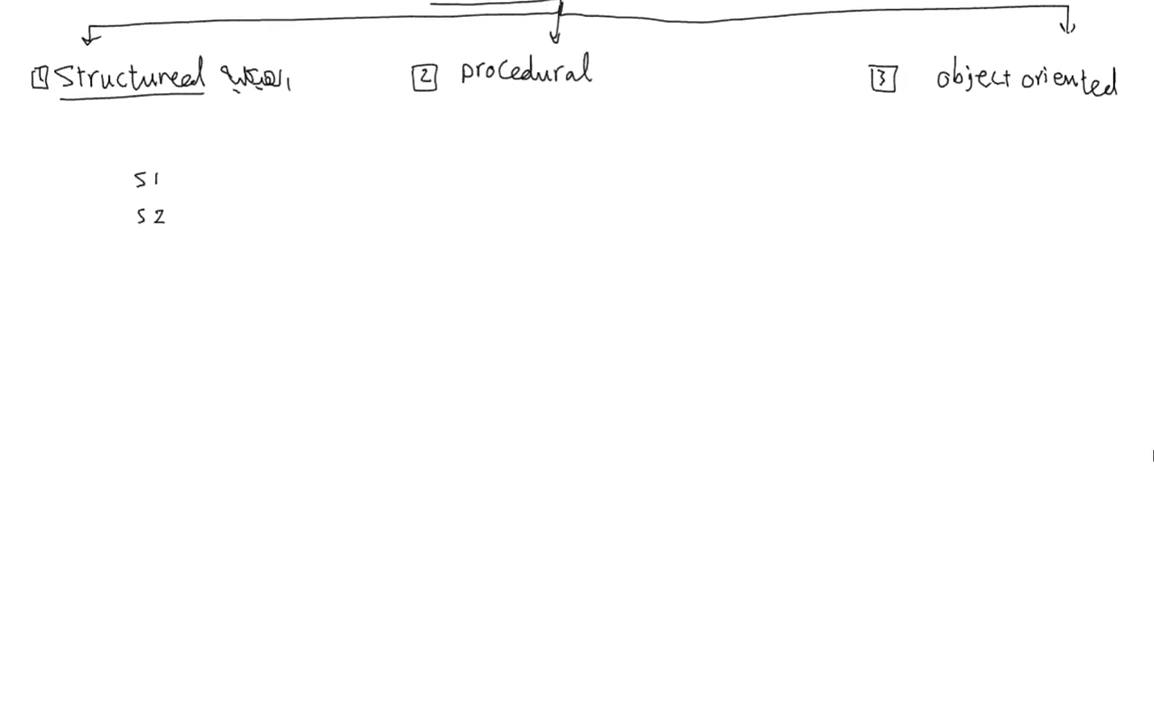 1 Structured
2 procedural
3 object oriented
S1
S2